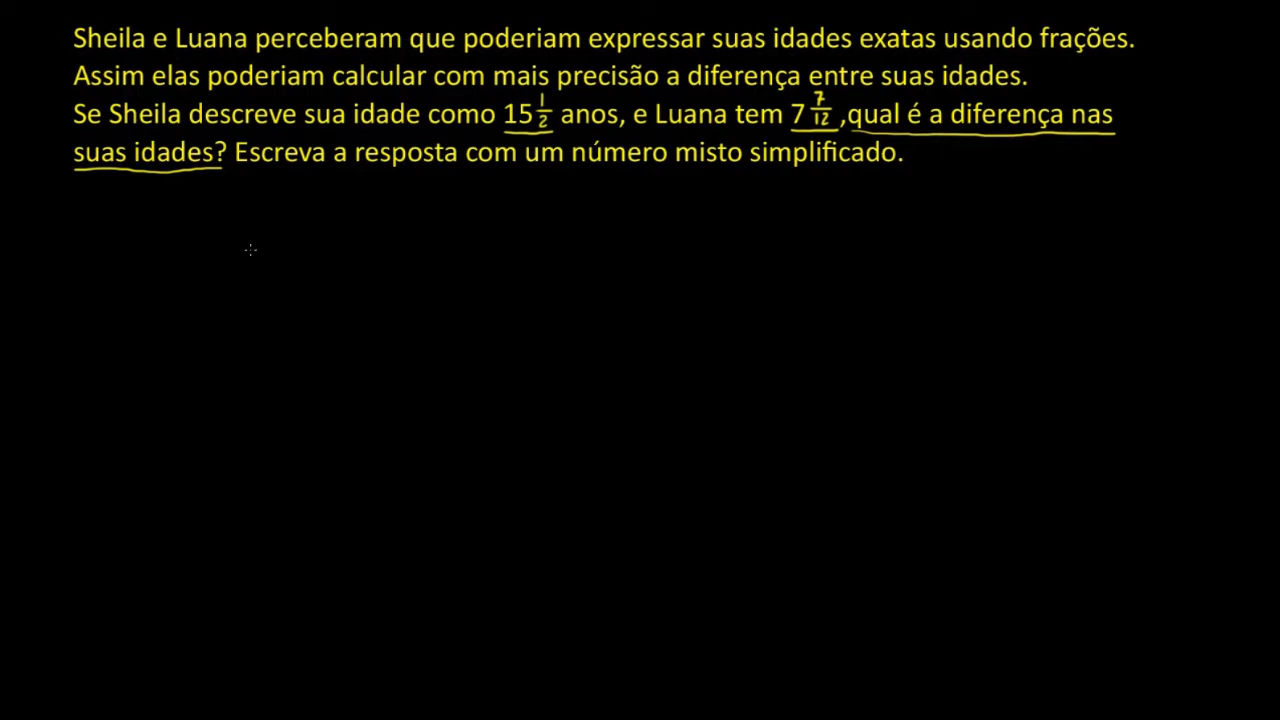 Sheila e Luana perceberam que poderiam expressar suas idades exatas usando frações.
Assim elas poderiam calcular com mais precisão a diferença entre suas idades.
Se Sheila descreve sua idade como 15 1/2 anos, e Luana tem 7 7/12 ,qual é a diferença nas
suas idades? Escreva a resposta com um número misto simplificado.